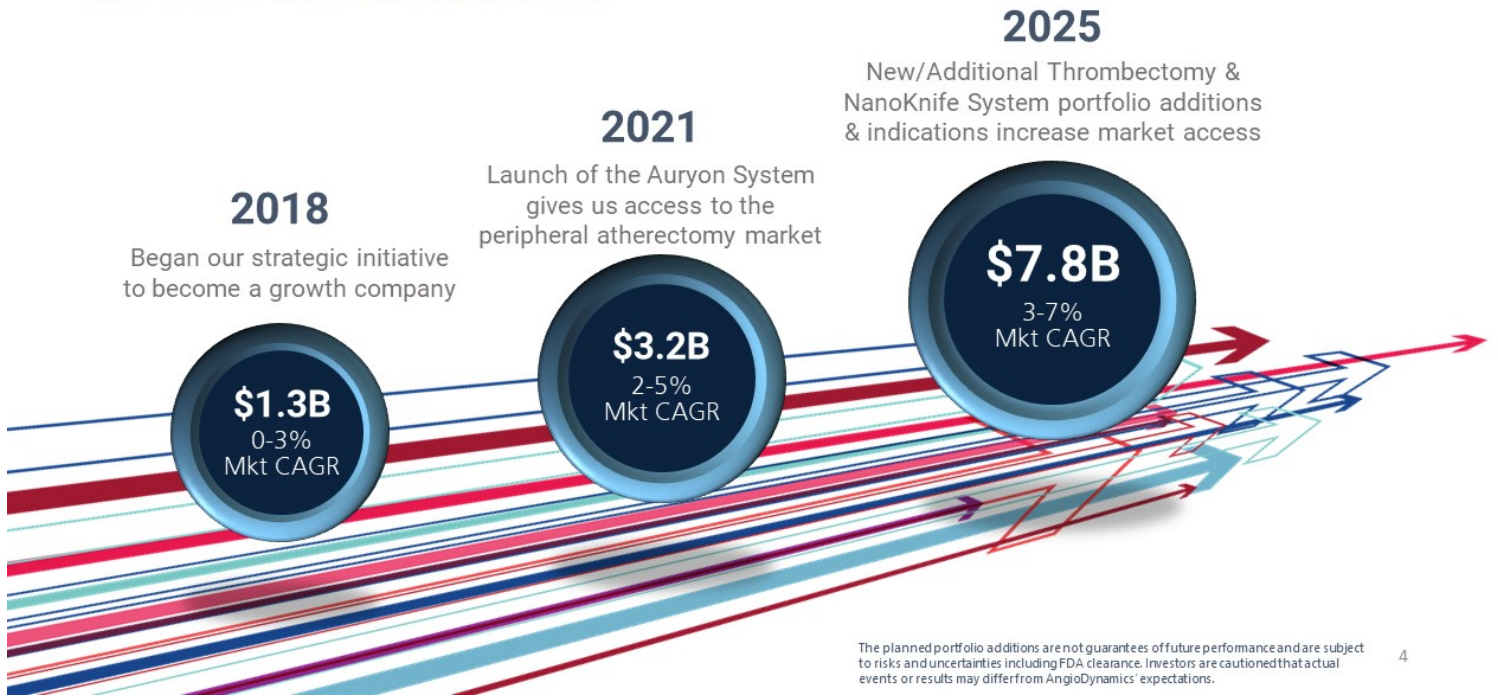 2018
Began our strategic initiative
to become a growth company
$1.3B
0-3%
Mkt CAGR
2021
Launch of the Auryon System
gives us access to the
peripheral atherectomy market
$3.2B
2-5%
Mkt CAGR
2025
New/Additional Thrombectomy &
NanoKnife System portfolio additions
& indications increase market access
$7.8B
3-7%
Mkt CAGR
The planned portfolio additions are not guarantees of future performance and are subject
to risks and uncertainties including FDA clearance. Investors are cautioned that actual
events or results may differ from AngioDynamics' expectations.
4